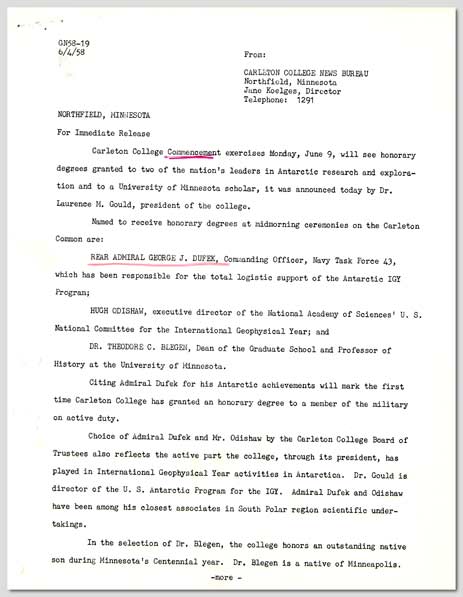 GN58-19
6/4/58
From:
CARLETON COLLEGE NEWS BUREAU
Northfield, Minnesota
Jane Koelges, Director
Telephone: 1291
NORTHFIELD, MINNESOTA
For Immediate Release
Carleton College Commencement exercises Monday, June 9, will see honorary
degrees granted to two of the nation's leaders in Antarctic research and explora-
tion and to a University of Minnesota scholar, it was announced today by Dr.
Laurence M. Gould, president of the college.
Named to receive honorary degrees at midmorning ceremonies on the Carleton
Common are:
REAR ADMIRAL GEORGE J. DUFEK, Commanding Officer, Navy Task Force 43,
which has been responsible for the total logistic support of the Antarctic IGY
Program;
HUGH ODISHAW, executive director of the National Academy of Sciences' U. S.
National Committee for the International Geophysical Year; and
DR. THEODORE C. BLEGEN, Dean of the Graduate School and Professor of
History at the University of Minnesota.
Citing Admiral Dufek for his Antarctic achievements will mark the first
time Carleton College has granted an honorary degree to a member of the military
on active duty.
Choice of Admiral Dufek and Mr. Odishaw by the Carleton College Board of
Trustees also reflects the active part the college, through its president, has
played in International Geophysical Year activities in Antarctica. Dr. Gould is
director of the U. S. Antarctic Program for the IGY. Admiral Dufek and Odishaw
have been among his closest associates in South Polar region scientific under-
takings.
In the selection of Dr. Blegen, the college honors an outstanding native
son during Minnesota's Centennial year. Dr. Blegen is a native of Minneapolis.
-more -